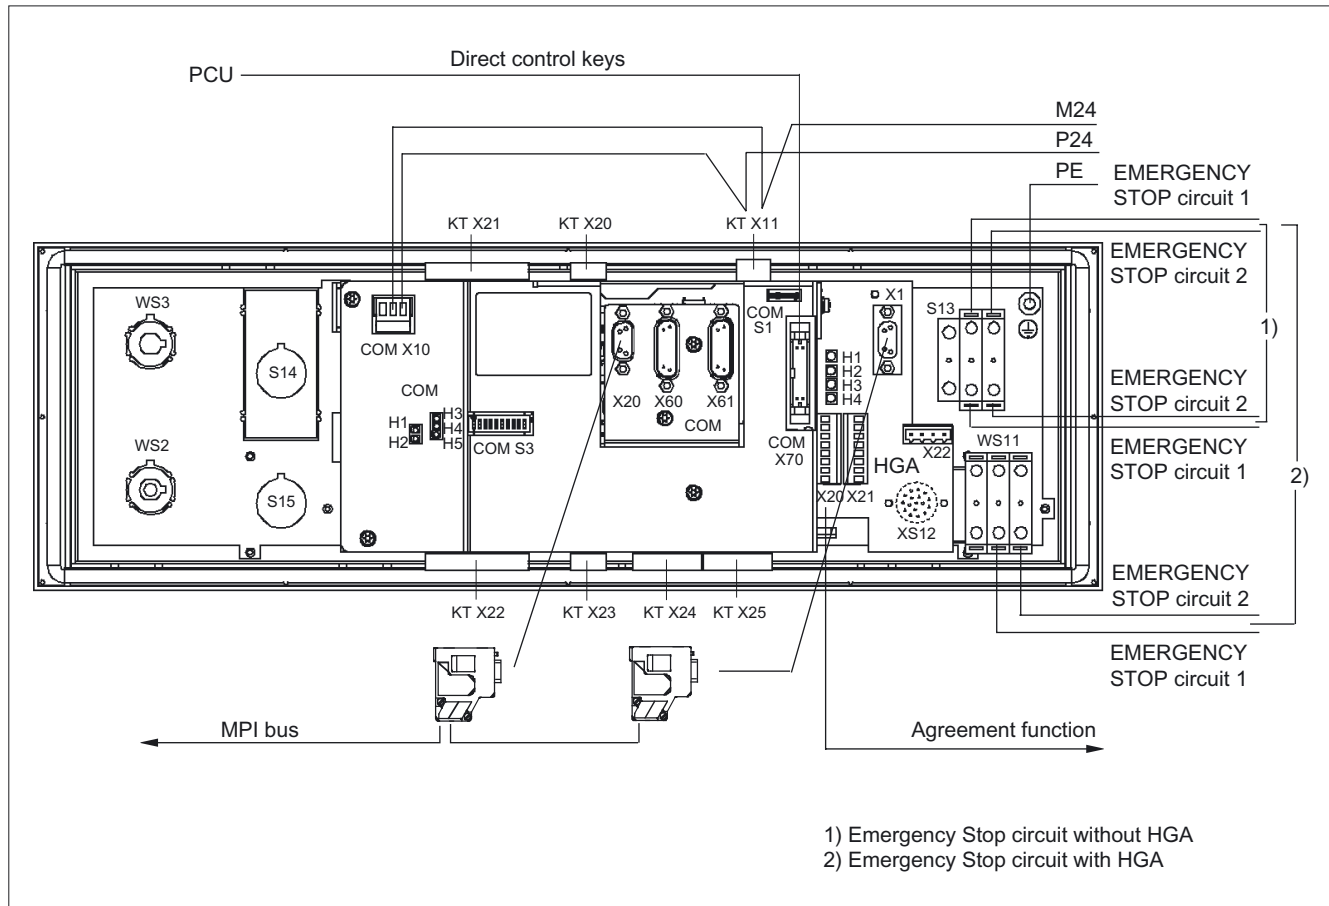 Direct control keys
PCU
M24
P24
PE
EMERGENCY
STOP circuit 1
KT X21
KT X20
KT X11
EMERGENCY
STOP circuit 2
WS3
COM
S1
X1
S13
1)
COM X10
S14
H1
H2
H3
H4
COM
X20
X60
X61
EMERGENCY
STOP circuit 2
H1
H2
H3
H4
H5
COM
COM S3
COM
X70
WS2
X22
WS11
EMERGENCY
STOP circuit 1
HGA
2)
S15
X20
X21
XS12
EMERGENCY
STOP circuit 2
KT X22
KT X23
KT X24
KT X25
EMERGENCY
STOP circuit 1
MPI bus
Agreement function
1) Emergency Stop circuit without HGA
2) Emergency Stop circuit with HGA